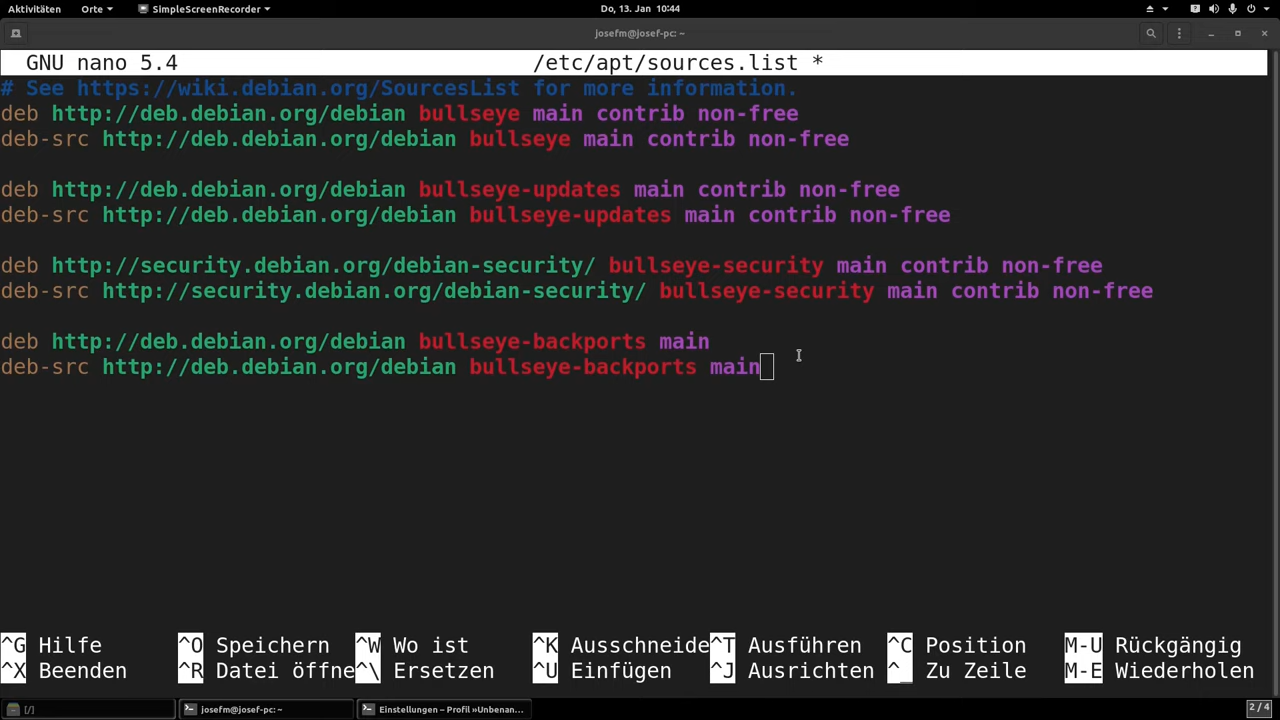 Aktivitäten Orte SimpleScreenRecorder Do, 13. Jan 10:44
josefm@josef-pc: ~
GNU nano 5.4 /etc/apt/sources.list *
# See https://wiki.debian.org/SourcesList for more information.
deb http://deb.debian.org/debian bullseye main contrib non-free
deb-src http://deb.debian.org/debian bullseye main contrib non-free
deb http://deb.debian.org/debian bullseye-updates main contrib non-free
deb-src http://deb.debian.org/debian bullseye-updates main contrib non-free
deb http://security.debian.org/debian-security/ bullseye-security main contrib non-free
deb-src http://security.debian.org/debian-security/ bullseye-security main contrib non-free
deb http://deb.debian.org/debian bullseye-backports main
deb-src http://deb.debian.org/debian bullseye-backports main
^G Hilfe ^O Speichern ^W Wo ist ^K Ausschneide ^T Ausführen ^C Position M-U Rückgängig
^X Beenden ^R Datei öffne ^\ Ersetzen ^U Einfügen ^J Ausrichten ^_ Zu Zeile M-E Wiederholen
[/] josefm@josef-pc: ~ Einstellungen – Profil »Unbenan... 2 / 4